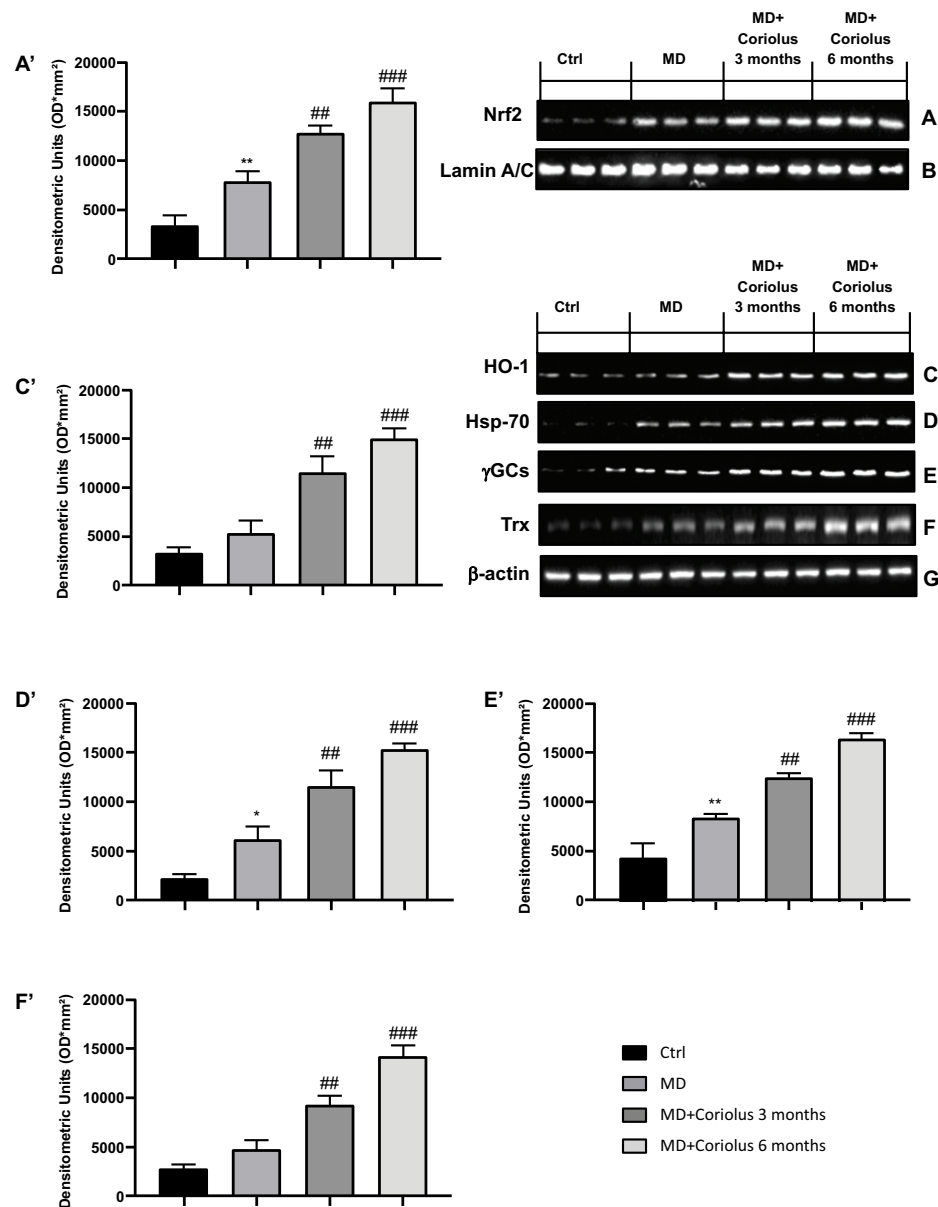 A’
Densitometric Units (OD*mm²)
20000
15000
10000
5000
0
**
##
###
Ctrl
MD
MD+
Coriolus
3 months
MD+
Coriolus
6 months
Nrf2
A
Lamin A/C
B
C’
Densitometric Units (OD*mm²)
20000
15000
10000
5000
0
##
###
Ctrl
MD
MD+
Coriolus
3 months
MD+
Coriolus
6 months
HO-1
C
Hsp-70
D
γGCs
E
Trx
F
β-actin
G
D’
Densitometric Units (OD*mm²)
20000
15000
10000
5000
0
*
##
###
E’
Densitometric Units (OD*mm²)
20000
15000
10000
5000
0
**
##
###
F’
Densitometric Units (OD*mm²)
20000
15000
10000
5000
0
##
###
Ctrl
MD
MD+Coriolus 3 months
MD+Coriolus 6 months